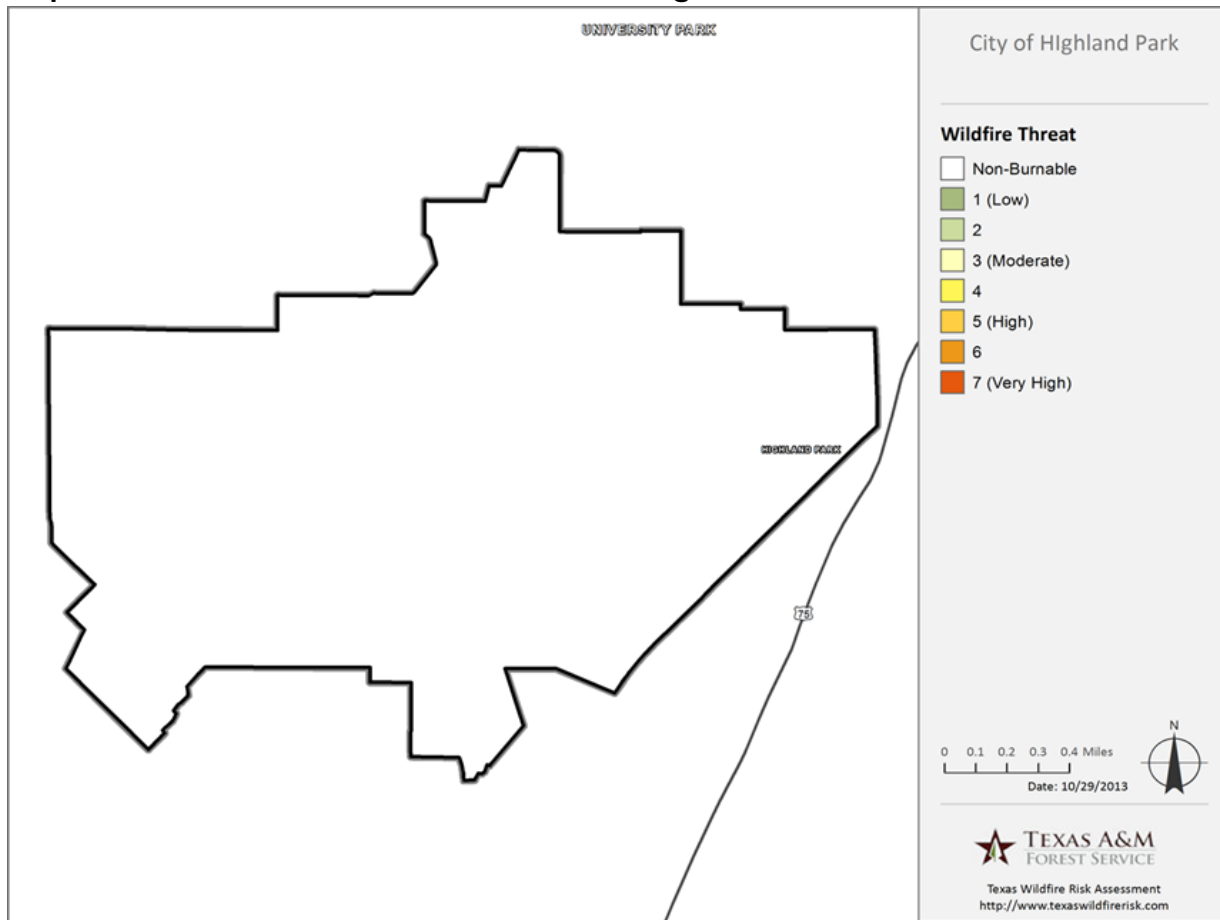 UNIVERSITY PARK
HIGHLAND PARK
75
City of HIghland Park
Wildfire Threat
Non-Burnable
1 (Low)
2
3 (Moderate)
4
5 (High)
6
7 (Very High)
N
0 0.1 0.2 0.3 0.4 Miles
Date: 10/29/2013
TEXAS A&M
FOREST SERVICE
Texas Wildfire Risk Assessment
http://www.texaswildfirerisk.com